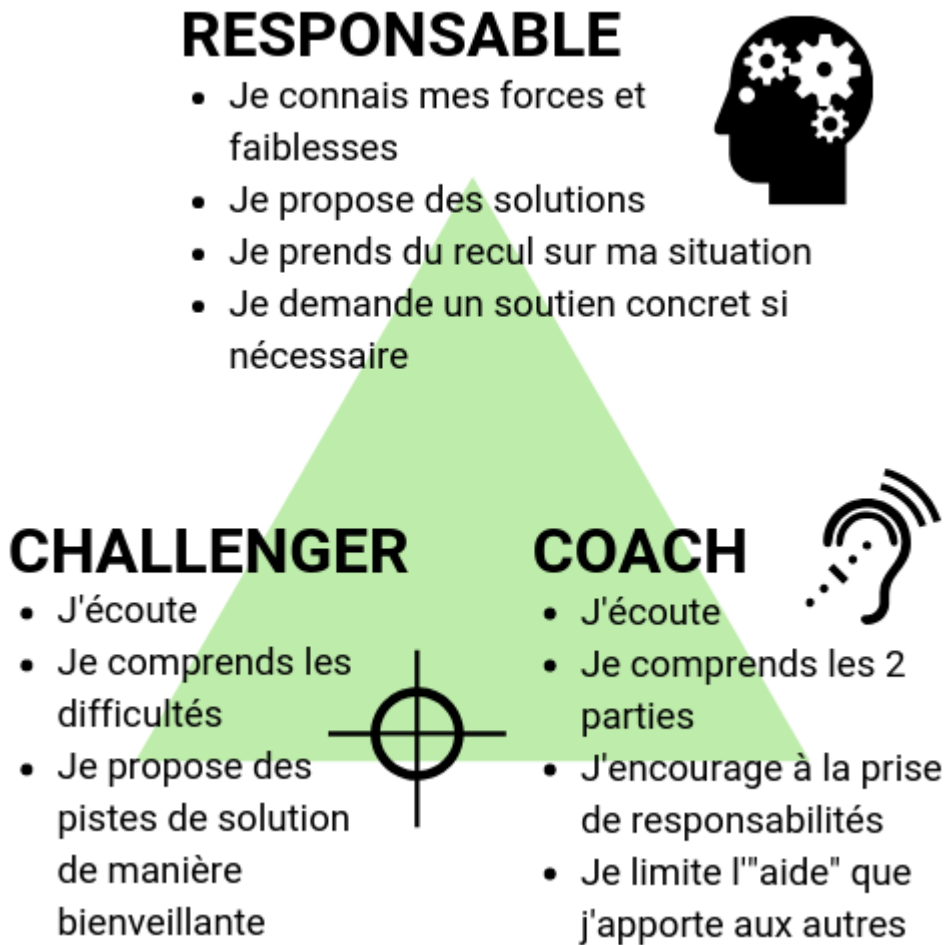 RESPONSABLE
• Je connais mes forces et
faiblesses
• Je propose des solutions
• Je prends du recul sur ma situation
• Je demande un soutien concret si
nécessaire
CHALLENGER
• J'écoute
• Je comprends les
difficultés
• Je propose des
pistes de solution
de manière
bienveillante
COACH
• J'écoute
• Je comprends les 2
parties
• J'encourage à la prise
de responsabilités
• Je limite l'"aide" que
j'apporte aux autres